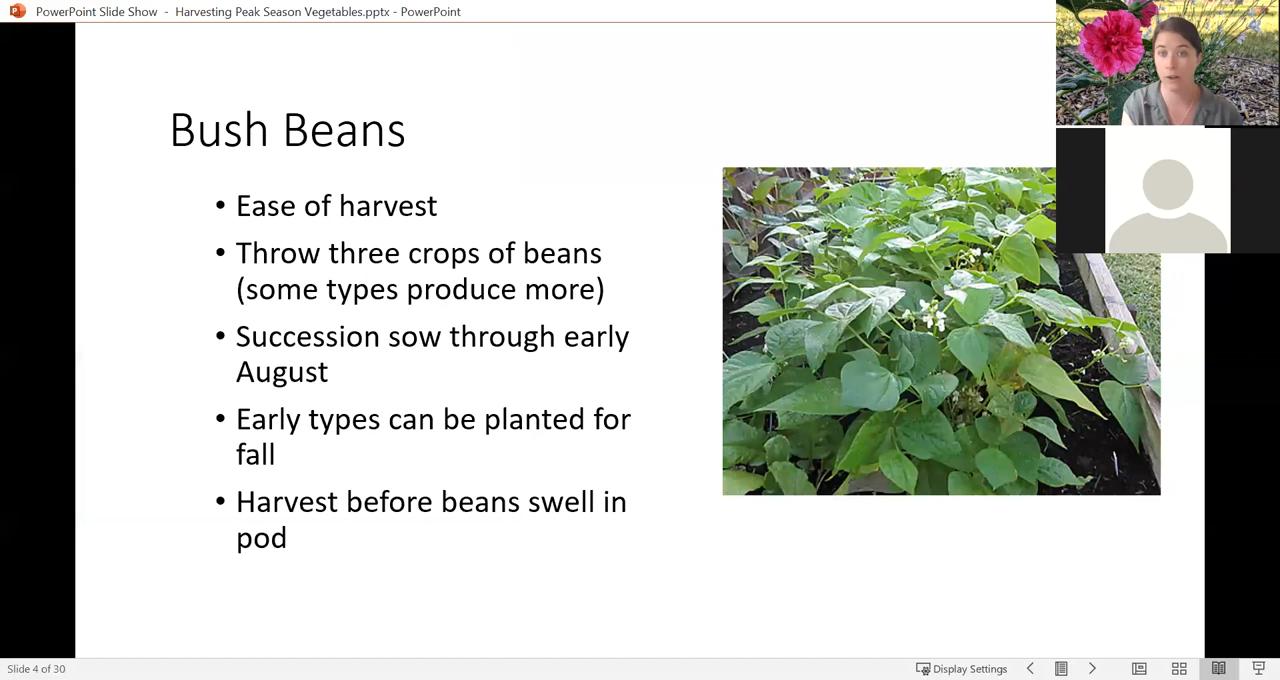 PowerPoint Slide Show - Harvesting Peak Season Vegetables.pptx - PowerPoint
Bush Beans
• Ease of harvest
• Throw three crops of beans
(some types produce more)
• Succession sow through early
August
• Early types can be planted for
fall
• Harvest before beans swell in
pod
Slide 4 of 30
Display Settings